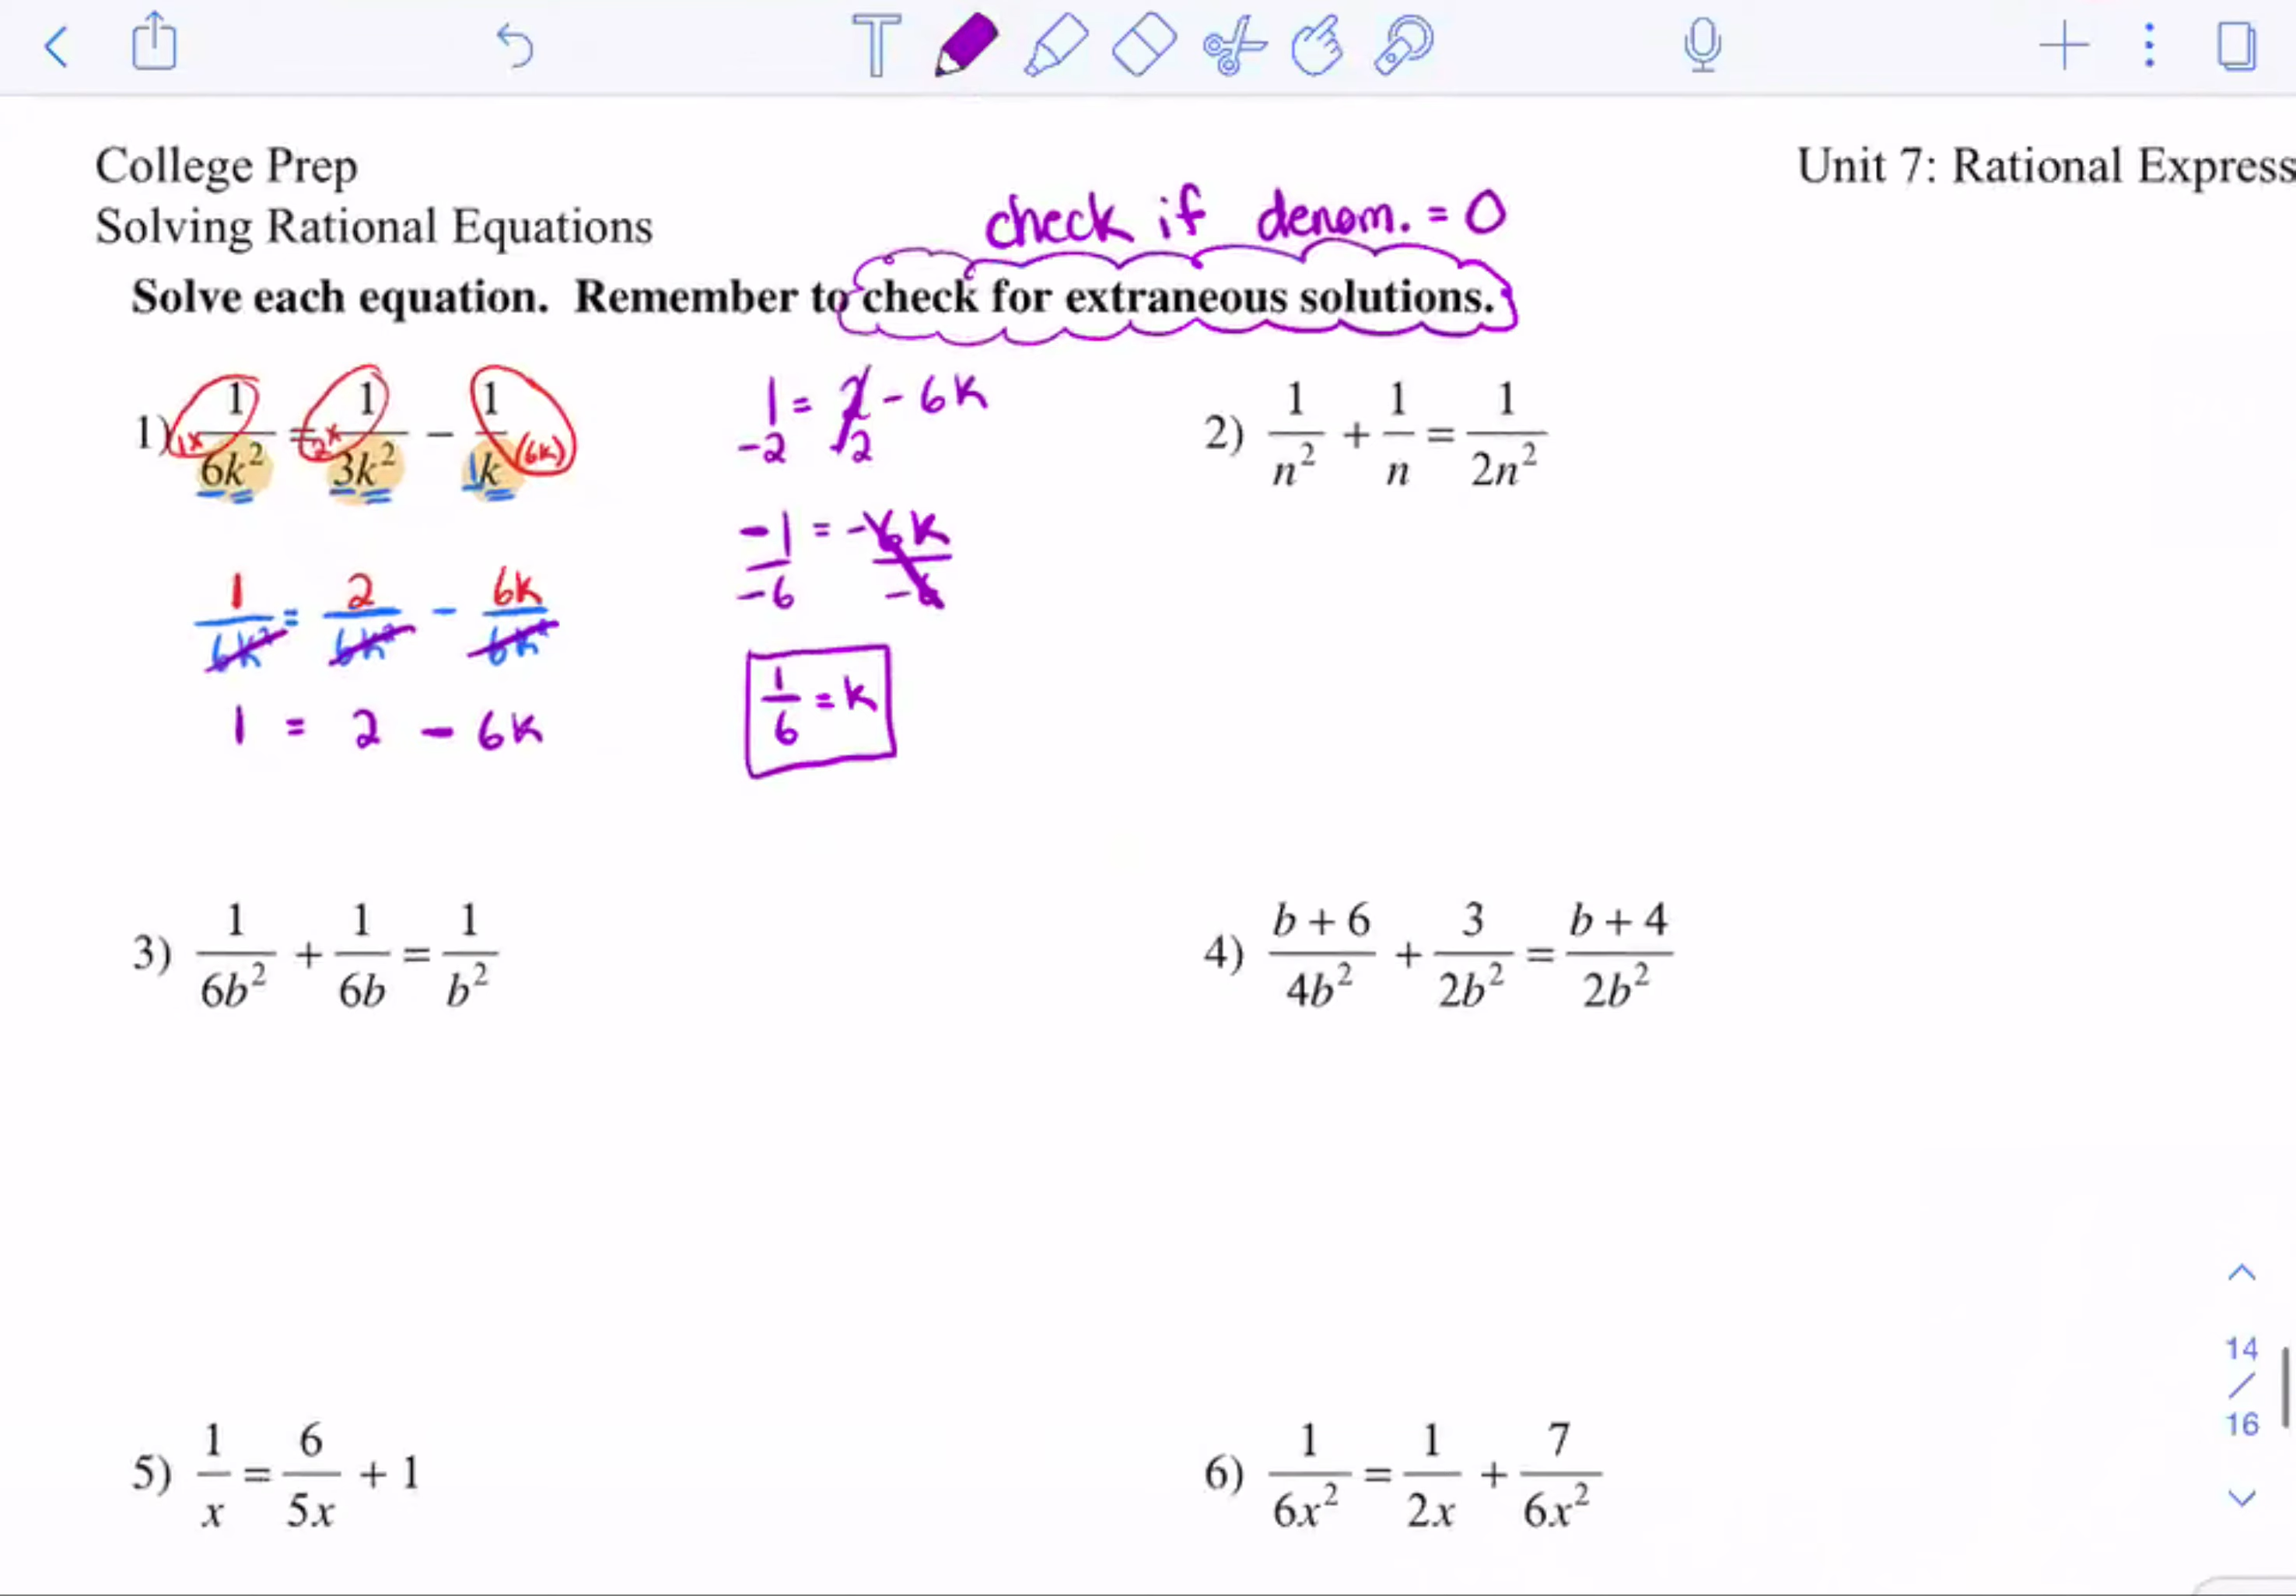 College Prep
Unit 7: Rational Express
Solving Rational Equations
check if denom. = 0
Solve each equation. Remember to check for extraneous solutions.
1) 1x 1/6k² = 2x 1/3k² - 1/1k (6k)
1/6k² = 2/6k² - 6k/6k²
1 = 2 - 6k
1 = 2 - 6k
-2 -2
-1/-6 = -6k/-6
1/6 = k
2) 1/n² + 1/n = 1/2n²
3) 1/6b² + 1/6b = 1/b²
4) b + 6/4b² + 3/2b² = b + 4/2b²
5) 1/x = 6/5x + 1
6) 1/6x² = 1/2x + 7/6x²
14
/
16